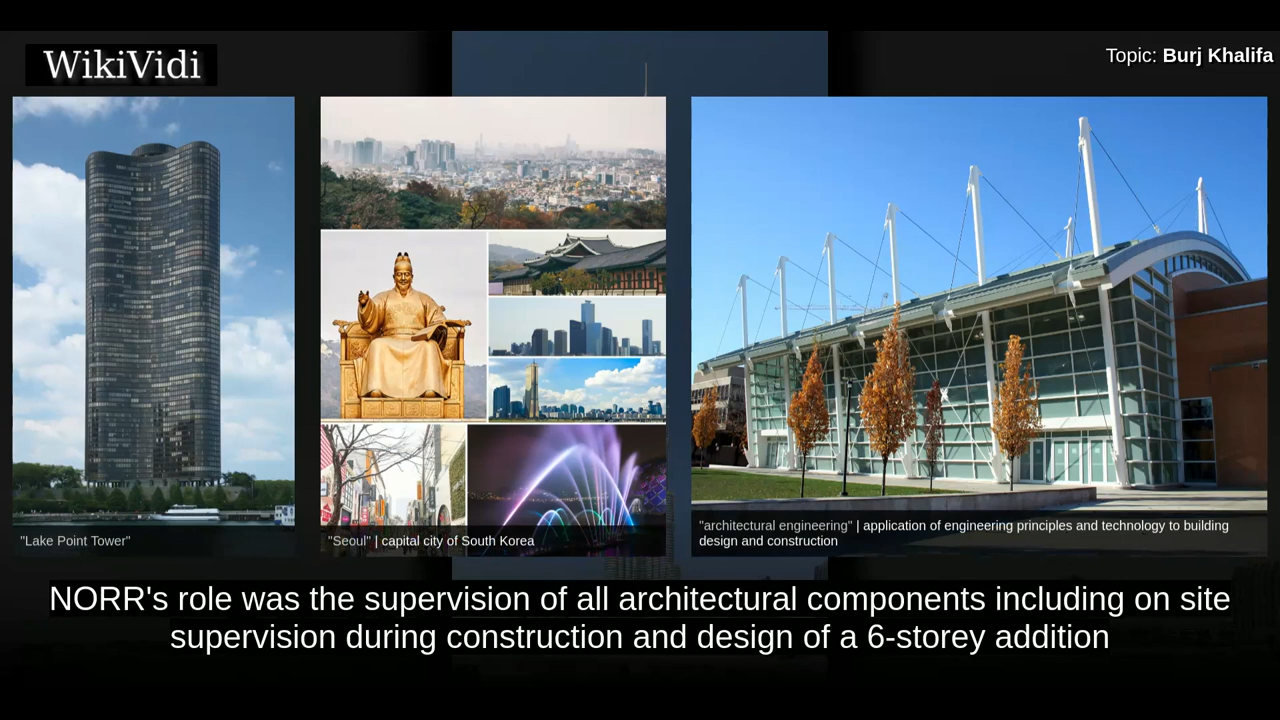 WikiVidi
Topic: Burj Khalifa
"Lake Point Tower"
"Seoul" | capital city of South Korea
"architectural engineering" | application of engineering principles and technology to building
design and construction
NORR's role was the supervision of all architectural components including on site
supervision during construction and design of a 6-storey addition